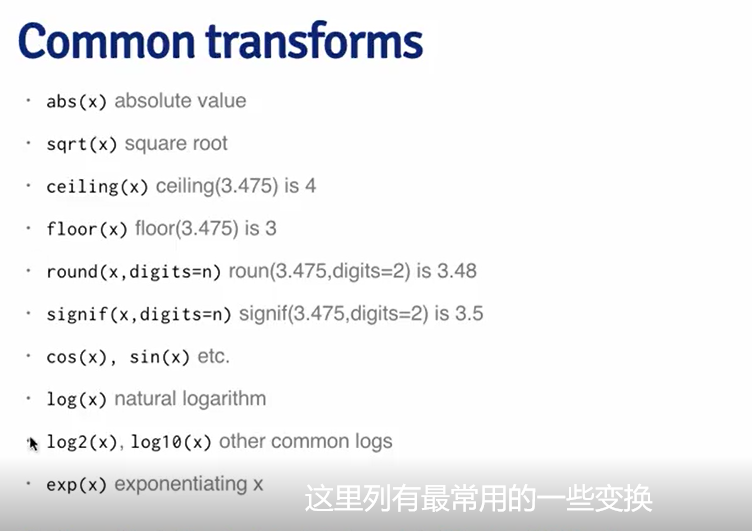 Common transforms
· abs(x) absolute value
· sqrt(x) square root
· ceiling(x) ceiling(3.475) is 4
· floor(x) floor(3.475) is 3
· round(x,digits=n) roun(3.475,digits=2) is 3.48
· signif(x,digits=n) signif(3.475,digits=2) is 3.5
· cos(x), sin(x) etc.
· log(x) natural logarithm
· log2(x), log10(x) other common logs
· exp(x) exponentiating x
这里列有最常用的一些变换